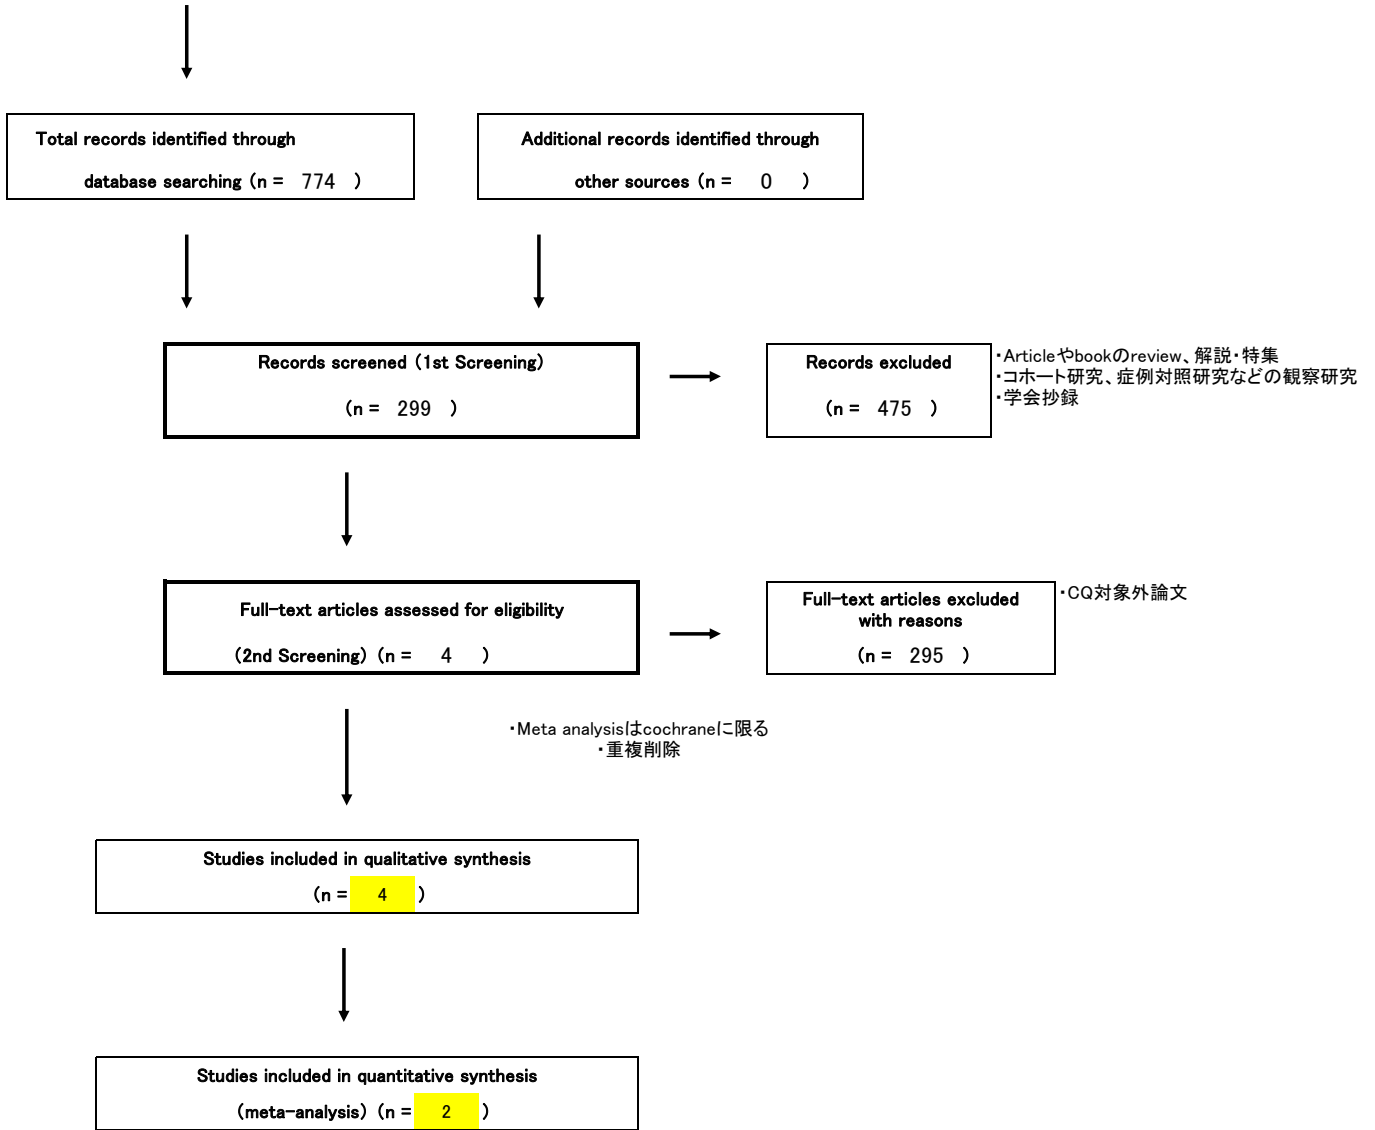 Total records identified through
database searching (n = 774 )
Additional records identified through
other sources (n = 0 )
Records screened (1st Screening)
(n = 299 )
Records excluded
(n = 475 )
・Articleやbookのreview、解説・特集
・コホート研究、症例対照研究などの観察研究
・学会抄録
Full-text articles assessed for eligibility
(2nd Screening) (n = 4 )
Full-text articles excluded
with reasons
(n = 295 )
・CQ対象外論文
・Meta analysisはcochraneに限る
・重複削除
Studies included in qualitative synthesis
(n = 4 )
Studies included in quantitative synthesis
(meta-analysis) (n = 2 )